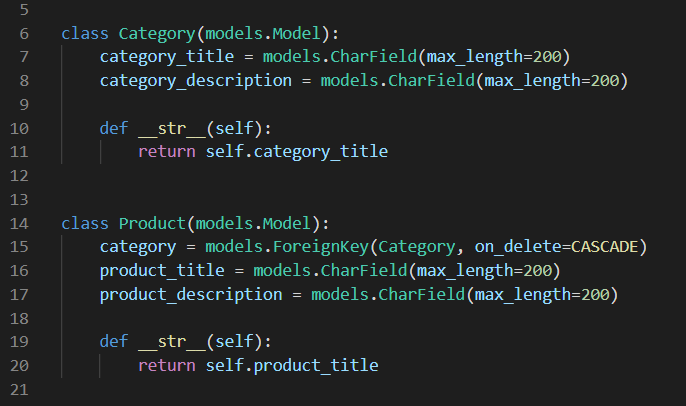 5
6 class Category(models.Model):
7     category_title = models.CharField(max_length=200)
8     category_description = models.CharField(max_length=200)
9
10     def __str__(self):
11         return self.category_title
12
13
14 class Product(models.Model):
15     category = models.ForeignKey(Category, on_delete=CASCADE)
16     product_title = models.CharField(max_length=200)
17     product_description = models.CharField(max_length=200)
18
19     def __str__(self):
20         return self.product_title
21